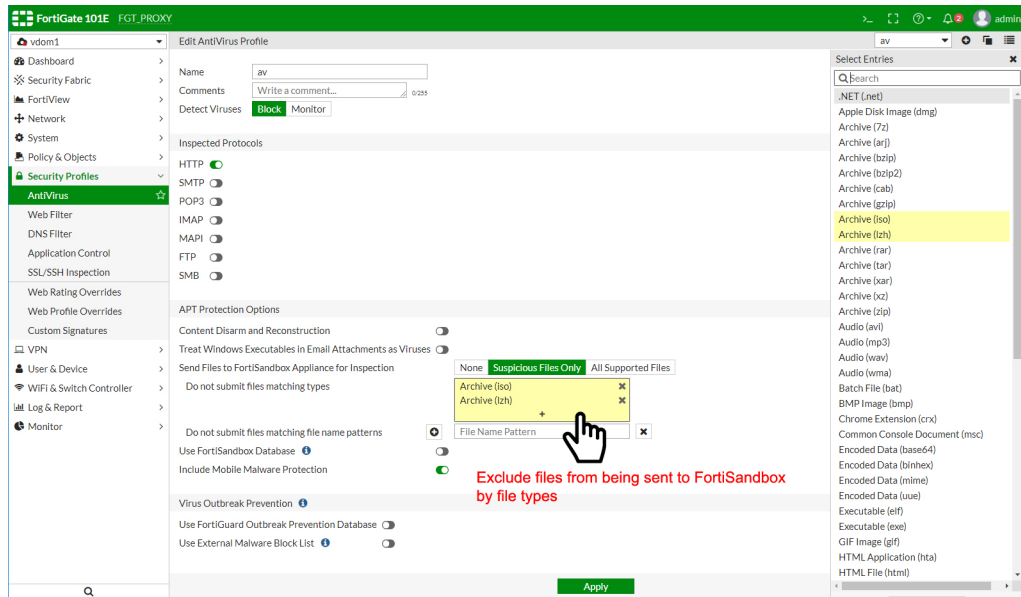 FortiGate 101E FGT_PROXY
>_
admin
2
vdom1
Edit AntiVirus Profile
av
Dashboard
Security Fabric
FortiView
Network
System
Policy & Objects
Security Profiles
AntiVirus
Web Filter
DNS Filter
Application Control
SSL/SSH Inspection
Web Rating Overrides
Web Profile Overrides
Custom Signatures
VPN
User & Device
WiFi & Switch Controller
Log & Report
Monitor
Name
av
Comments
Write a comment...
0/255
Detect Viruses
Block Monitor
Inspected Protocols
HTTP
SMTP
POP3
IMAP
MAPI
FTP
SMB
APT Protection Options
Content Disarm and Reconstruction
Treat Windows Executables in Email Attachments as Viruses
Send Files to FortiSandbox Appliance for Inspection
None Suspicious Files Only All Supported Files
Do not submit files matching types
Archive (iso)
Archive (lzh)
+
Do not submit files matching file name patterns
File Name Pattern
Use FortiSandbox Database
Include Mobile Malware Protection
Exclude files from being sent to FortiSandbox
by file types
Virus Outbreak Prevention
Use FortiGuard Outbreak Prevention Database
Use External Malware Block List
Apply
Select Entries
Search
.NET (.net)
Apple Disk Image (dmg)
Archive (7z)
Archive (arj)
Archive (bzip)
Archive (bzip2)
Archive (cab)
Archive (gzip)
Archive (iso)
Archive (lzh)
Archive (rar)
Archive (tar)
Archive (xar)
Archive (xz)
Archive (zip)
Audio (avi)
Audio (mp3)
Audio (wav)
Audio (wma)
Batch File (bat)
BMP Image (bmp)
Chrome Extension (crx)
Common Console Document (msc)
Encoded Data (base64)
Encoded Data (binhex)
Encoded Data (mime)
Encoded Data (uue)
Executable (elf)
Executable (exe)
GIF Image (gif)
HTML Application (hta)
HTML File (html)